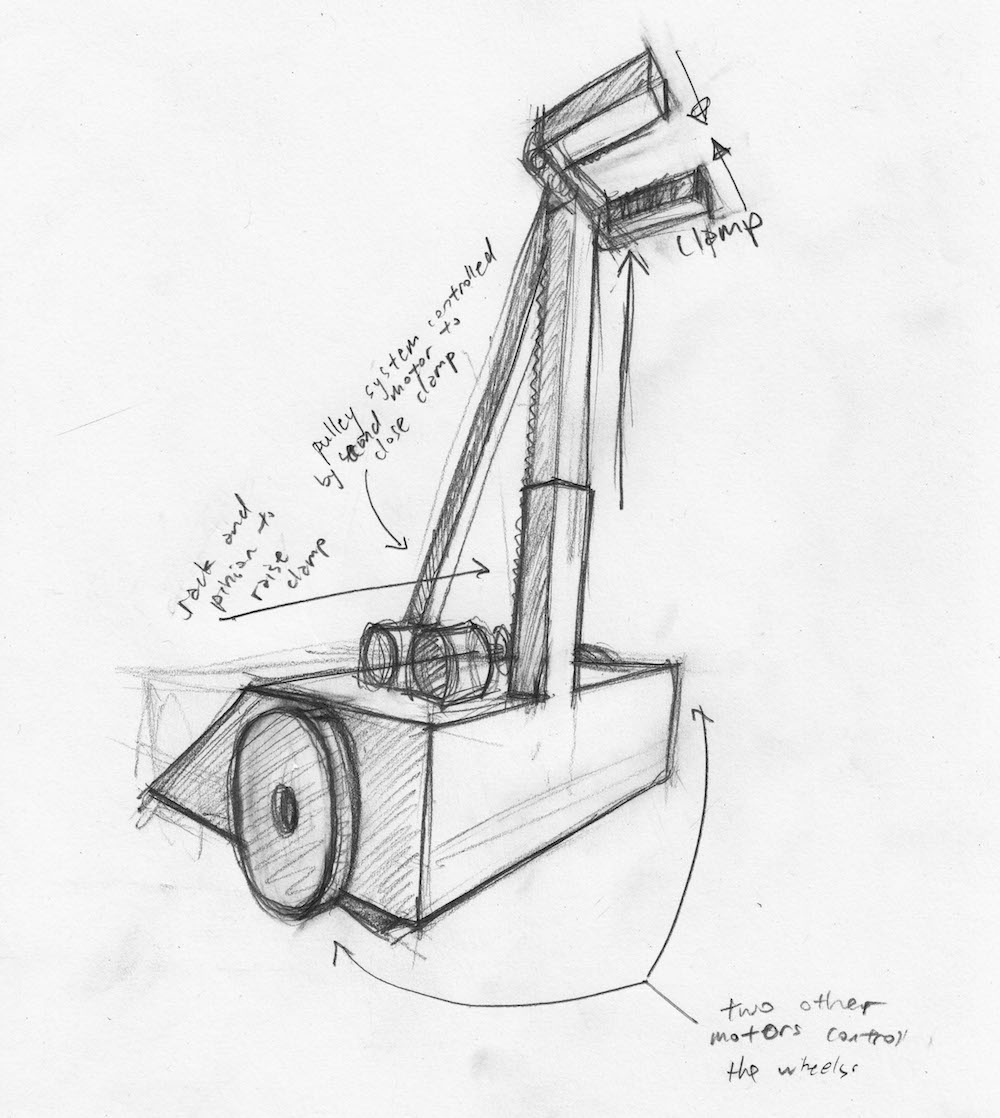 clamp
pulley system controlled
by second motor to
close clamp
rack and
pinian to
raise
clamp
two other
motors control
the wheels.